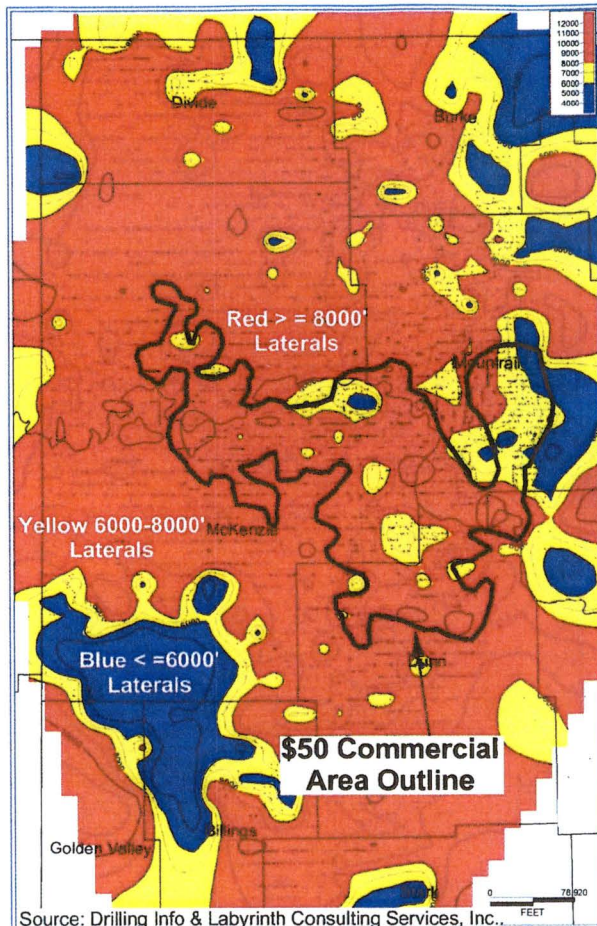 12000
11000
10000
9000
8000
7000
6000
5000
4000
Divide
Burke
Red > = 8000'
Laterals
Mountrail
Yellow 6000-8000'
Laterals
McKenzie
Blue < =6000'
Laterals
Dunn
$50 Commercial
Area Outline
Billings
Golden Valley
Stark
0 78,920
FEET
Source: Drilling Info & Labyrinth Consulting Services, Inc..